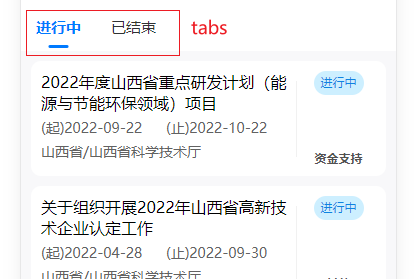 进行中 已结束 tabs
2022年度山西省重点研发计划（能 进行中
源与节能环保领域）项目
(起)2022-09-22 (止)2022-10-22
山西省/山西省科学技术厅 资金支持
关于组织开展2022年山西省高新技 进行中
术企业认定工作
(起)2022-04-28 (止)2022-09-30
山西省/山西省科学技术厅